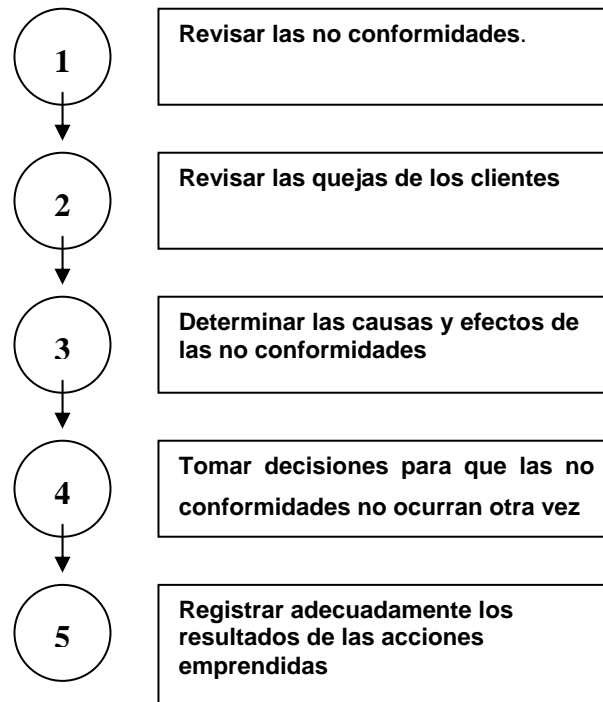 1
Revisar las no conformidades.
2
Revisar las quejas de los clientes
3
Determinar las causas y efectos de
las no conformidades
4
Tomar decisiones para que las no
conformidades no ocurran otra vez
5
Registrar adecuadamente los
resultados de las acciones
emprendidas